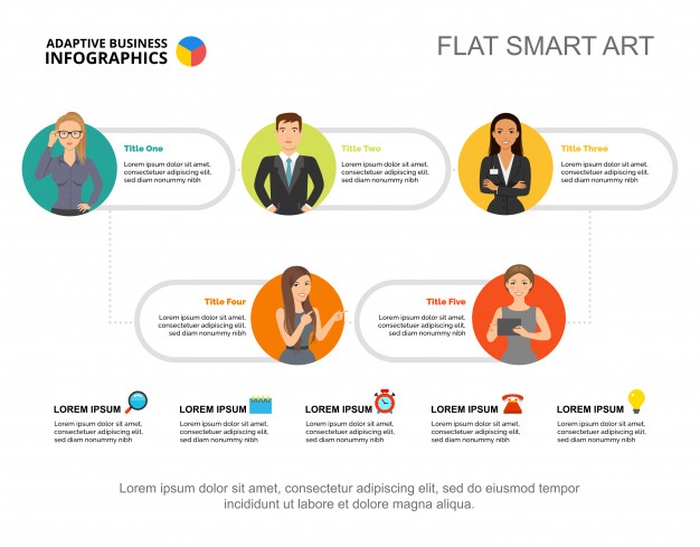 ADAPTIVE BUSINESS
INFOGRAPHICS
FLAT SMART ART
Title One
Lorem ipsum dolor sit amet,
consectetuer adipiscing elit,
sed diam nonummy nibh
Title Two
Lorem ipsum dolor sit amet,
consectetuer adipiscing elit,
sed diam nonummy nibh
Title Three
Lorem ipsum dolor sit amet,
consectetuer adipiscing elit,
sed diam nonummy nibh
Title Four
Lorem ipsum dolor sit amet,
consectetuer adipiscing elit,
sed diam nonummy nibh
Title Five
Lorem ipsum dolor sit amet,
consectetuer adipiscing elit,
sed diam nonummy nibh
LOREM IPSUM
Lorem ipsum dolor sit amet,
consectetuer adipiscing elit,
sed diam nonummy nibh
LOREM IPSUM
Lorem ipsum dolor sit amet,
consectetuer adipiscing elit,
sed diam nonummy nibh
LOREM IPSUM
Lorem ipsum dolor sit amet,
consectetuer adipiscing elit,
sed diam nonummy nibh
LOREM IPSUM
Lorem ipsum dolor sit amet,
consectetuer adipiscing elit,
sed diam nonummy nibh
LOREM IPSUM
Lorem ipsum dolor sit amet,
consectetuer adipiscing elit,
sed diam nonummy nibh
Lorem ipsum dolor sit amet, consectetur adipiscing elit, sed do eiusmod tempor
incididunt ut labore et dolore magna aliqua.